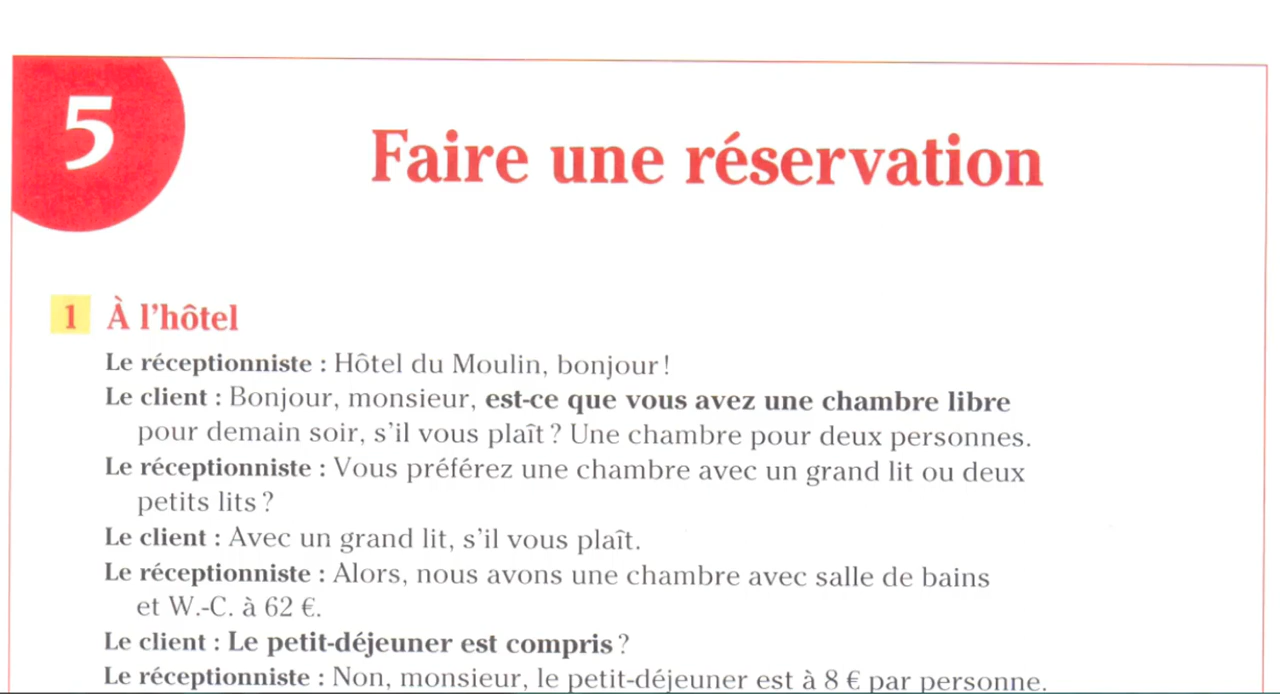 5
Faire une réservation
1 À l'hôtel
Le réceptionniste : Hôtel du Moulin, bonjour !
Le client : Bonjour, monsieur, est-ce que vous avez une chambre libre
pour demain soir, s'il vous plaît ? Une chambre pour deux personnes.
Le réceptionniste : Vous préférez une chambre avec un grand lit ou deux
petits lits ?
Le client : Avec un grand lit, s'il vous plaît.
Le réceptionniste : Alors, nous avons une chambre avec salle de bains
et W.-C. à 62 €.
Le client : Le petit-déjeuner est compris ?
Le réceptionniste : Non, monsieur, le petit-déjeuner est à 8 € par personne.